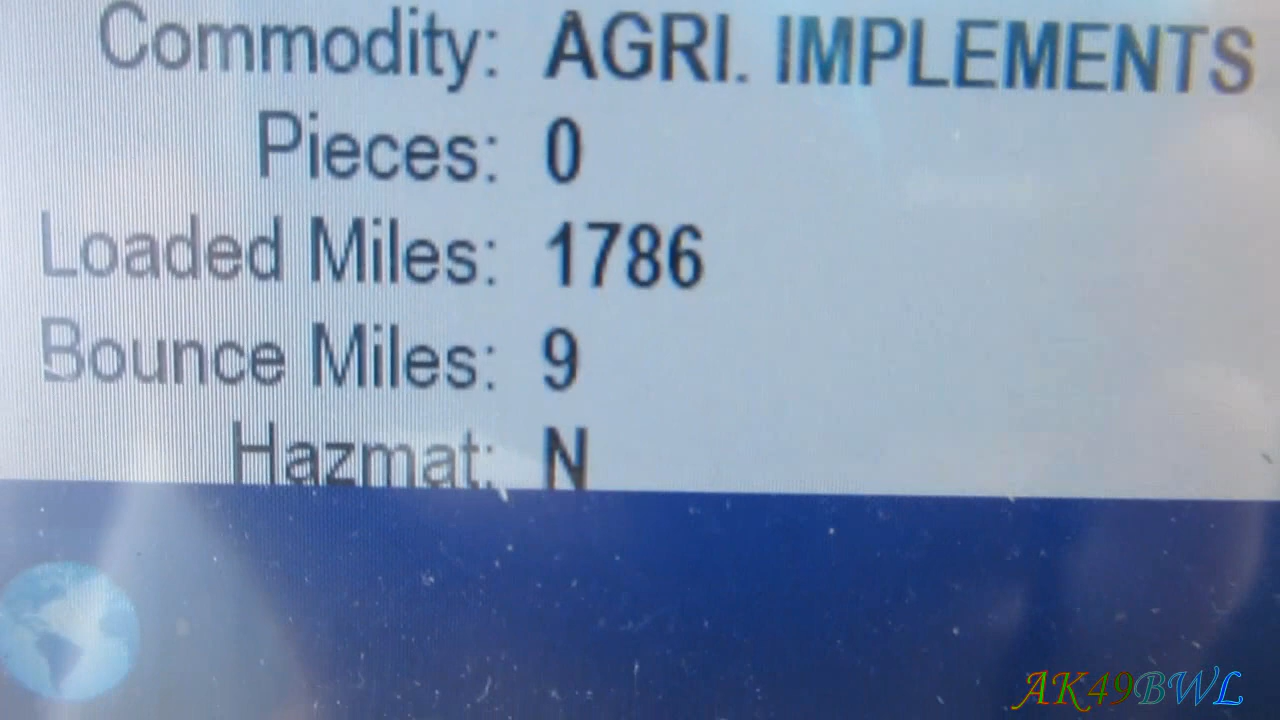 Commodity: AGRI. IMPLEMENTS
Pieces: 0
Loaded Miles: 1786
Bounce Miles: 9
Hazmat: N
AK49BWL